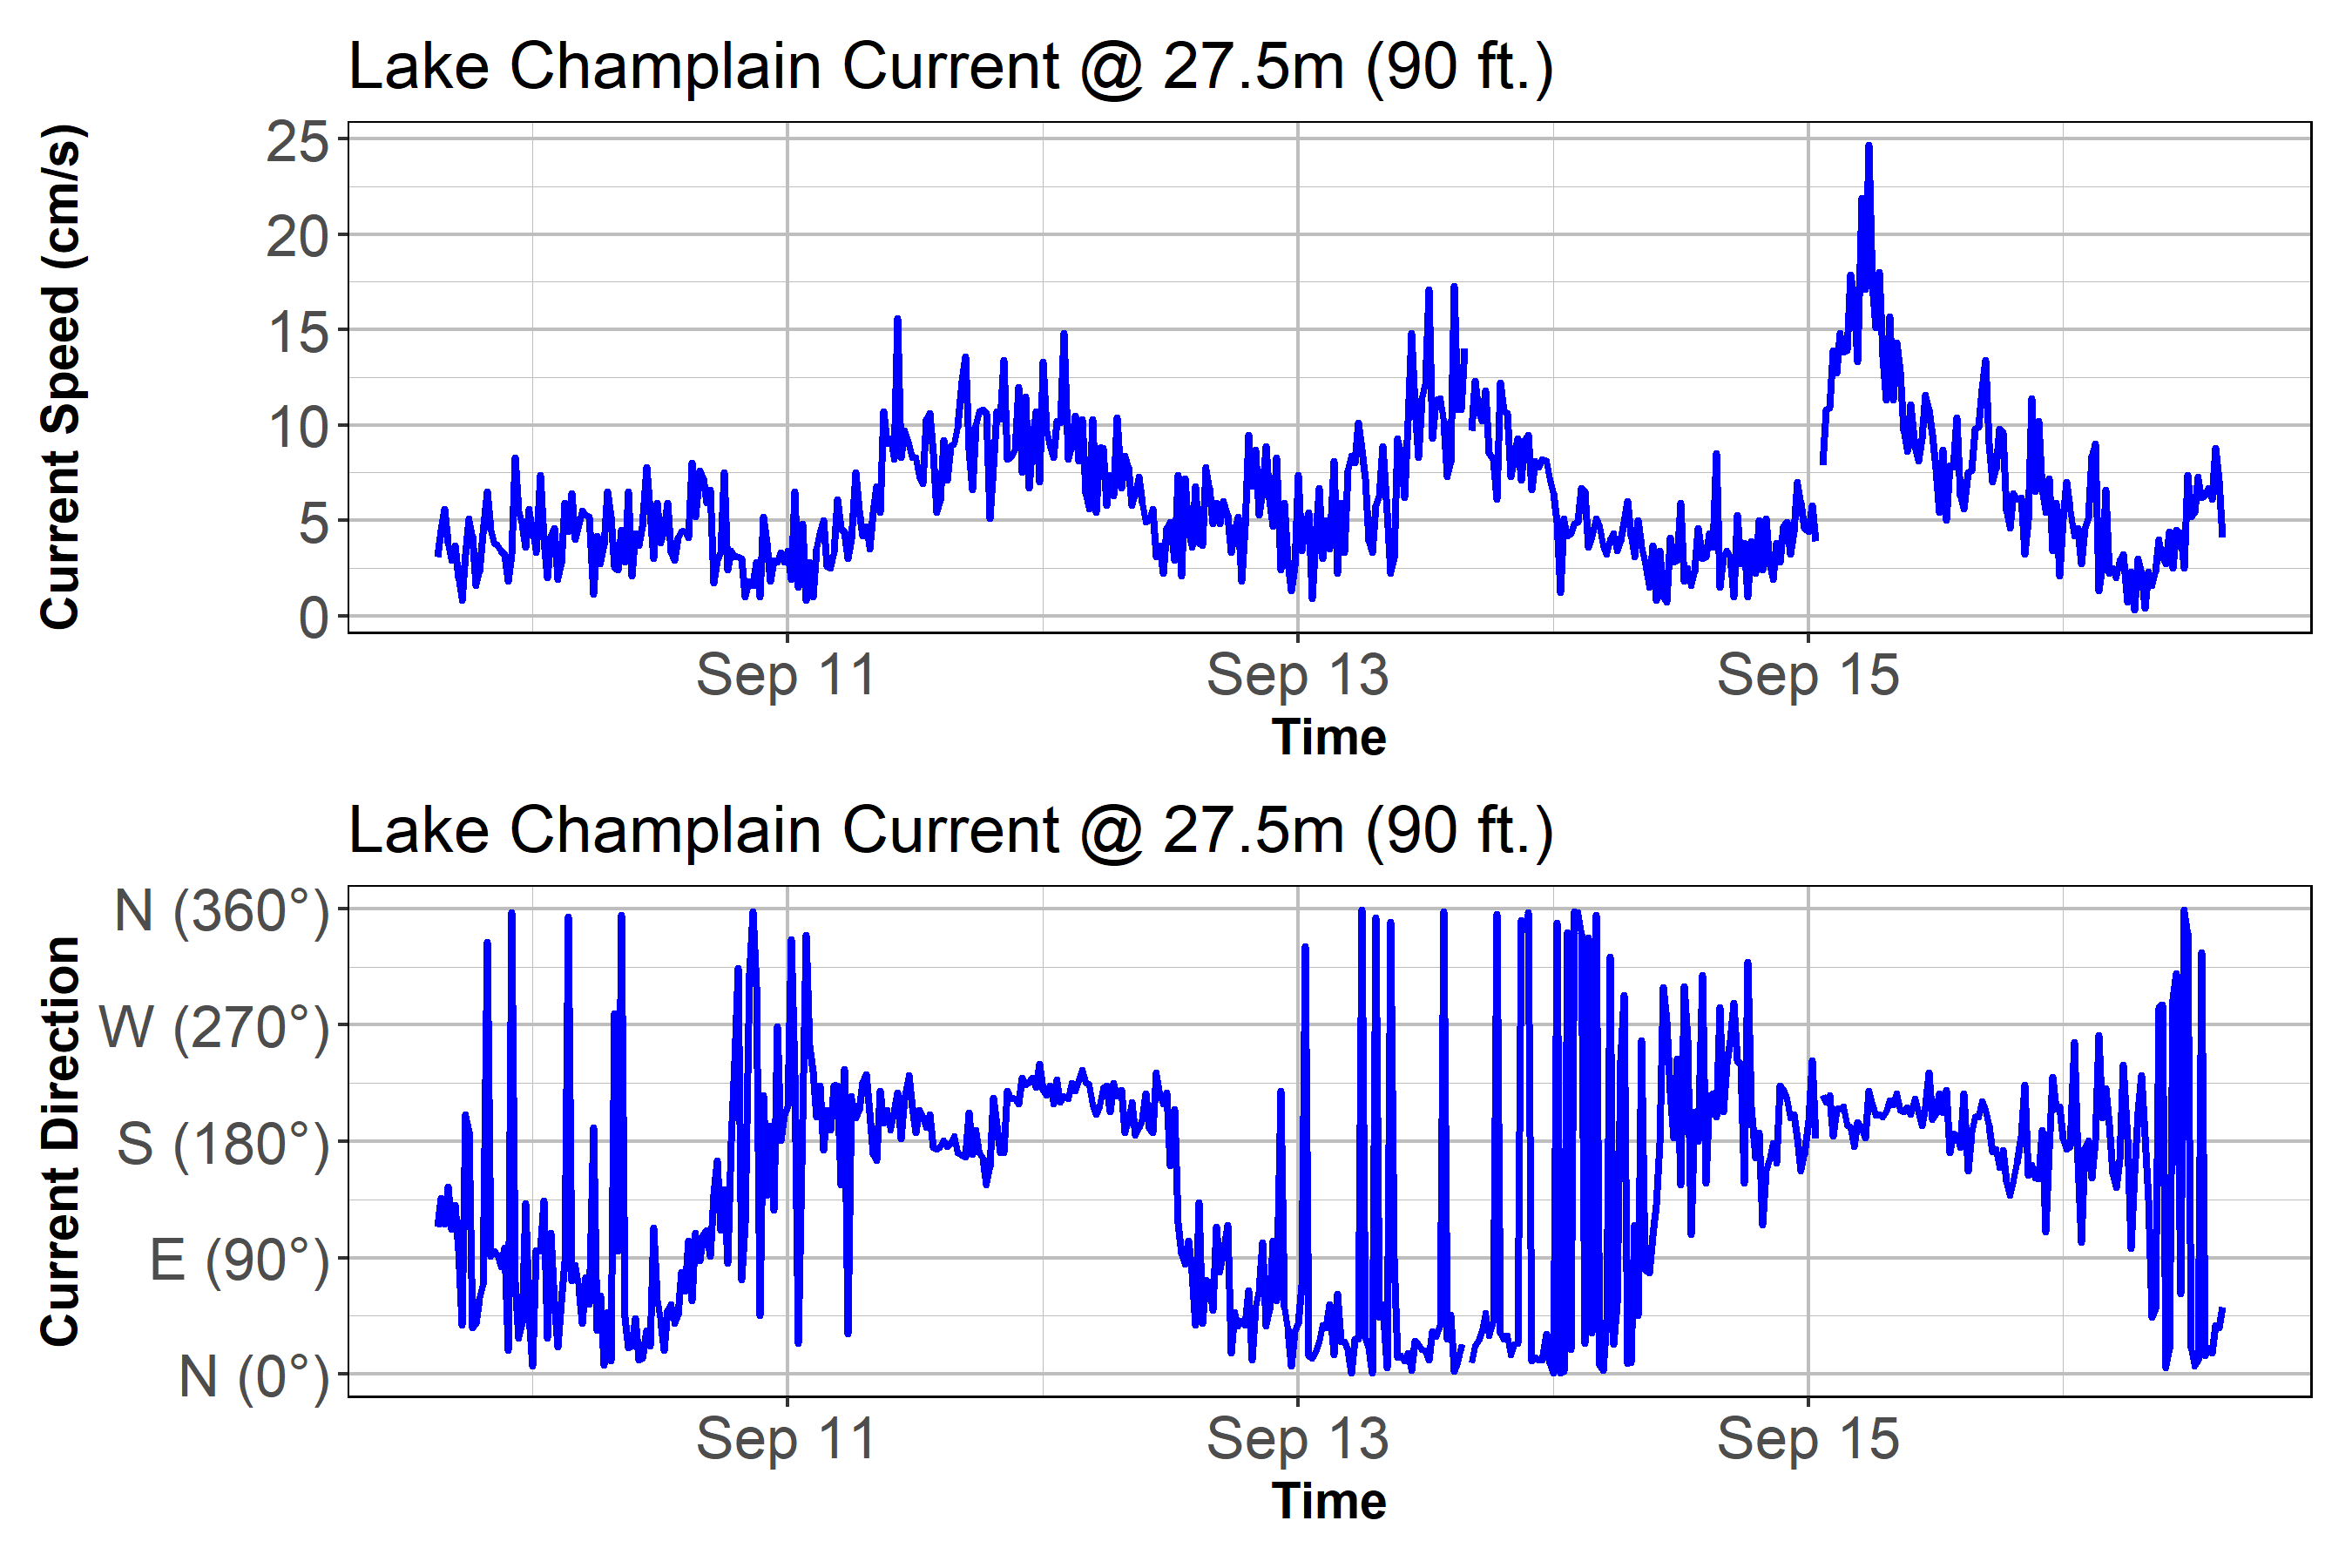 Lake Champlain Current @ 27.5m (90 ft.)
Current Speed (cm/s)
25
20
15
10
5
0
Sep 11 Sep 13 Sep 15
Time
Lake Champlain Current @ 27.5m (90 ft.)
Current Direction
N (360°)
W (270°)
S (180°)
E (90°)
N (0°)
Sep 11 Sep 13 Sep 15
Time